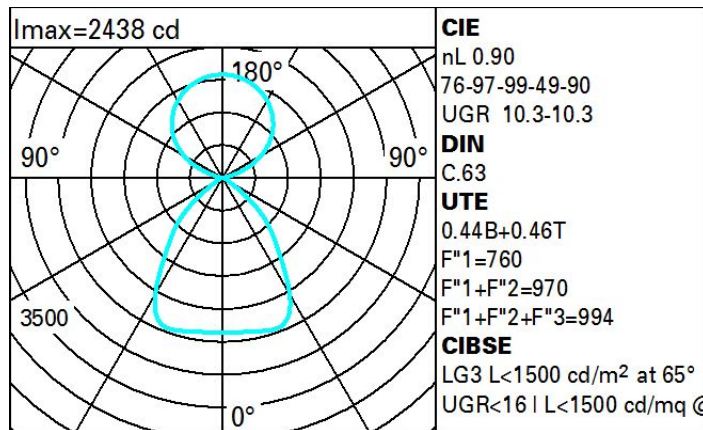 Imax=2438 cd
180°
90°
90°
3500
0°
CIE
nL 0.90
76-97-99-49-90
UGR 10.3-10.3
DIN
C.63
UTE
0.44B+0.46T
F"1=760
F"1+F"2=970
F"1+F"2+F"3=994
CIBSE
LG3 L<1500 cd/m² at 65°
UGR<16 | L<1500 cd/mq @